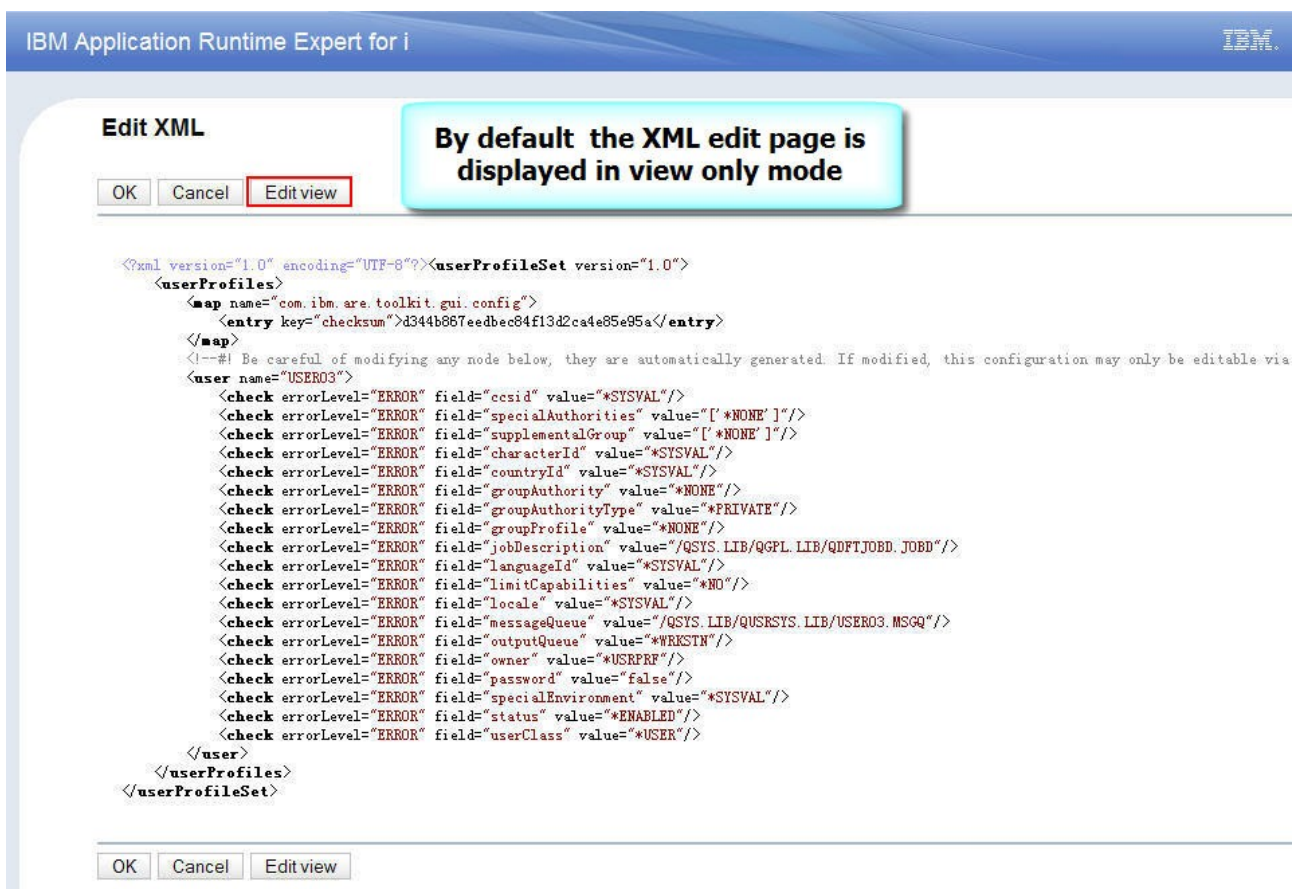 IBM Application Runtime Expert for i
IBM.
Edit XML
By default the XML edit page is
displayed in view only mode
OK Cancel Edit view
<?xml version="1.0" encoding="UTF-8"?><userProfileSet version="1.0">
<userProfiles>
<map name="com.ibm.are.toolkit.gui.config">
<entry key="checksum">d344b867eedbec84f13d2ca4e85e95a</entry>
</map>
<!--#! Be careful of modifying any node below, they are automatically generated. If modified, this configuration may only be editable via
<user name="USER03">
<check errorLevel="ERROR" field="ccsid" value="*SYSVAL"/>
<check errorLevel="ERROR" field="specialAuthorities" value="['*NONE']"/>
<check errorLevel="ERROR" field="supplementalGroup" value="['*NONE']"/>
<check errorLevel="ERROR" field="characterId" value="*SYSVAL"/>
<check errorLevel="ERROR" field="countryId" value="*SYSVAL"/>
<check errorLevel="ERROR" field="groupAuthority" value="*NONE"/>
<check errorLevel="ERROR" field="groupAuthorityType" value="*PRIVATE"/>
<check errorLevel="ERROR" field="groupProfile" value="*NONE"/>
<check errorLevel="ERROR" field="jobDescription" value="/QSYS.LIB/QGPL.LIB/QDFTJOBD.JOBD"/>
<check errorLevel="ERROR" field="languageId" value="*SYSVAL"/>
<check errorLevel="ERROR" field="limitCapabilities" value="*NO"/>
<check errorLevel="ERROR" field="locale" value="*SYSVAL"/>
<check errorLevel="ERROR" field="messageQueue" value="/QSYS.LIB/QUSRSYS.LIB/USER03.MSGQ"/>
<check errorLevel="ERROR" field="outputQueue" value="*WRKSTN"/>
<check errorLevel="ERROR" field="owner" value="*USRPRF"/>
<check errorLevel="ERROR" field="password" value="false"/>
<check errorLevel="ERROR" field="specialEnvironment" value="*SYSVAL"/>
<check errorLevel="ERROR" field="status" value="*ENABLED"/>
<check errorLevel="ERROR" field="userClass" value="*USER"/>
</user>
</userProfiles>
</userProfileSet>
OK Cancel Edit view